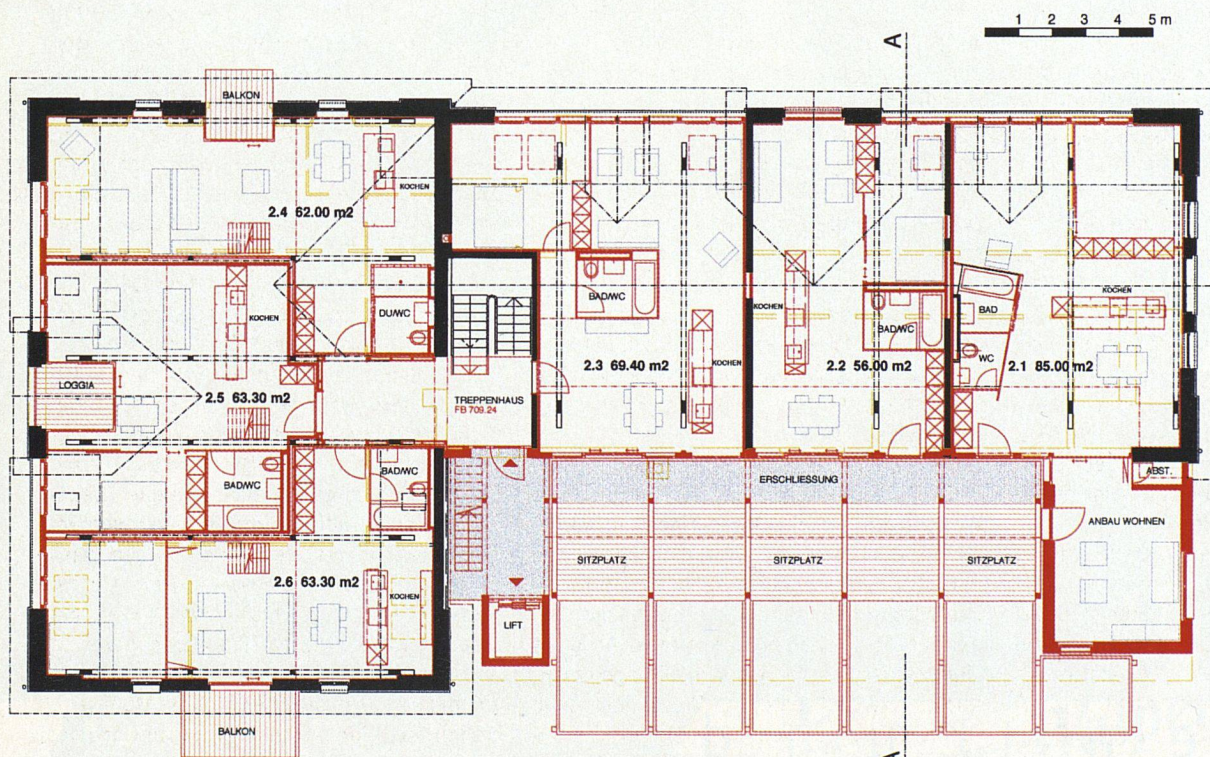 1 2 3 4 5 m
A
BALKON
KOCHEN
2.4 62.00 m2
DU/WC
KOCHEN
LOGGIA
2.5 63.30 m2
TREPPENHAUS
FB 709.24
BAD/WC
2.3 69.40 m2
KOCHEN
KOCHEN
BAD/WC
2.2 56.00 m2
KOCHEN
BAD
WC
2.1 85.00 m2
BAD/WC
BAD/WC
ERSCHLIESSUNG
ABST.
ANBAU WOHNEN
SITZPLATZ
SITZPLATZ
SITZPLATZ
2.6 63.30 m2
KOCHEN
LIFT
BALKON
A